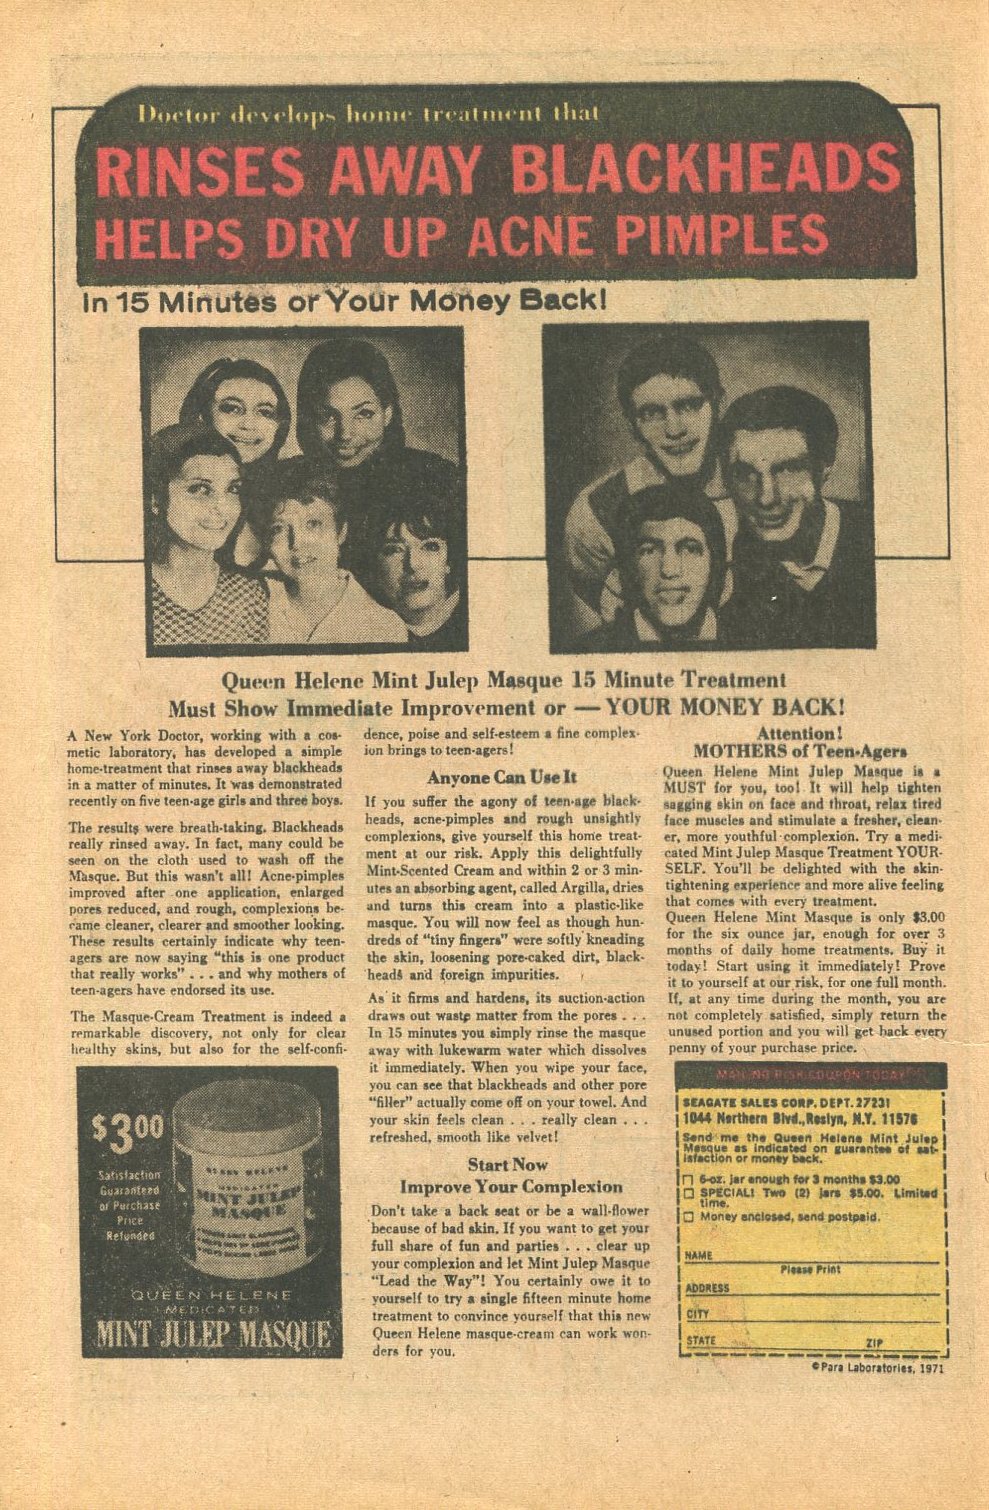 Doctor develops home treatment that
RINSES AWAY BLACKHEADS
HELPS DRY UP ACNE PIMPLES
In 15 Minutes or Your Money Back!
Queen Helene Mint Julep Masque 15 Minute Treatment
Must Show Immediate Improvement or — YOUR MONEY BACK!
A New York Doctor, working with a cos-
metic laboratory, has developed a simple
home-treatment that rinses away blackheads
in a matter of minutes. It was demonstrated
recently on five teen-age girls and three boys.
The results were breath-taking. Blackheads
really rinsed away. In fact, many could be
seen on the cloth used to wash off the
Masque. But this wasn't all! Acne-pimples
improved after one application, enlarged
pores reduced, and rough, complexions be-
came cleaner, clearer and smoother looking.
These results certainly indicate why teen-
agers are now saying "this is one product
that really works" . . . and why mothers of
teen-agers have endorsed its use.
The Masque-Cream Treatment is indeed a
remarkable discovery, not only for clear
healthy skins, but also for the self-confi-
$3.00
Satisfaction
Guaranteed
or Purchase
Price
Refunded
QUEEN HELENE
MEDICATED
MINT JULEP
MASQUE
QUEEN HELENE
MEDICATED
MINT JULEP MASQUE
dence, poise and self-esteem a fine complex-
ion brings to teen-agers!
Anyone Can Use It
If you suffer the agony of teen-age black-
heads, acne-pimples and rough unsightly
complexions, give yourself this home treat-
ment at our risk. Apply this delightfully
Mint-Scented Cream and within 2 or 3 min-
utes an absorbing agent, called Argilla, dries
and turns this cream into a plastic-like
masque. You will now feel as though hun-
dreds of "tiny fingers" were softly kneading
the skin, loosening pore-caked dirt, black-
heads and foreign impurities.
As it firms and hardens, its suction-action
draws out waste matter from the pores . . .
In 15 minutes you simply rinse the masque
away with lukewarm water which dissolves
it immediately. When you wipe your face,
you can see that blackheads and other pore
"filler" actually come off on your towel. And
your skin feels clean . . . really clean . . .
refreshed, smooth like velvet!
Start Now
Improve Your Complexion
Don't take a back seat or be a wall-flower
because of bad skin. If you want to get your
full share of fun and parties . . . clear up
your complexion and let Mint Julep Masque
"Lead the Way"! You certainly owe it to
yourself to try a single fifteen minute home
treatment to convince yourself that this new
Queen Helene masque-cream can work won-
ders for you.
Attention!
MOTHERS of Teen-Agers
Queen Helene Mint Julep Masque is a
MUST for you, too! It will help tighten
sagging skin on face and throat, relax tired
face muscles and stimulate a fresher, clean-
er, more youthful complexion. Try a medi-
cated Mint Julep Masque Treatment YOUR-
SELF. You'll be delighted with the skin-
tightening experience and more alive feeling
that comes with every treatment.
Queen Helene Mint Masque is only $3.00
for the six ounce jar, enough for over 3
months of daily home treatments. Buy it
today! Start using it immediately! Prove
it to yourself at our risk, for one full month.
If, at any time during the month, you are
not completely satisfied, simply return the
unused portion and you will get back every
penny of your purchase price.
MAIL NO RISK COUPON TODAY
SEAGATE SALES CORP. DEPT. 27231
1044 Northern Blvd., Roslyn, N.Y. 11576
Send me the Queen Helene Mint Julep
Masque as indicated on guarantee of sat-
isfaction or money back.
□ 6-oz. jar enough for 3 months $3.00
□ SPECIAL! Two (2) jars $5.00. Limited
time.
□ Money enclosed, send postpaid.
NAME
Please Print
ADDRESS
CITY
STATE ZIP
©Para Laboratories, 1971